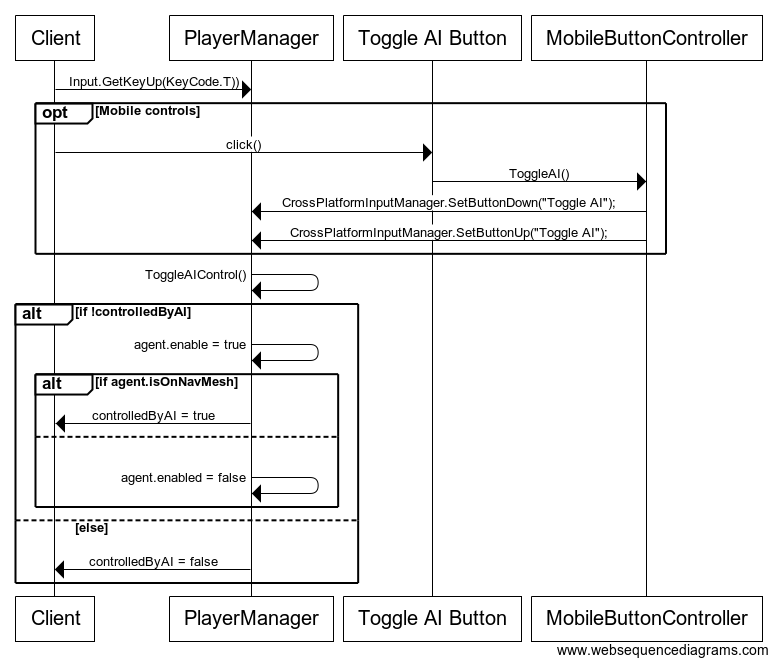 Client
PlayerManager
Toggle AI Button
MobileButtonController
Input.GetKeyUp(KeyCode.T))
opt
[Mobile controls]
click()
ToggleAI()
CrossPlatformInputManager.SetButtonDown("Toggle AI");
CrossPlatformInputManager.SetButtonUp("Toggle AI");
ToggleAIControl()
alt
[if !controlledByAI]
agent.enable = true
alt
[if agent.isOnNavMesh]
controlledByAI = true
agent.enabled = false
[else]
controlledByAI = false
Client
PlayerManager
Toggle AI Button
MobileButtonController
www.websequencediagrams.com